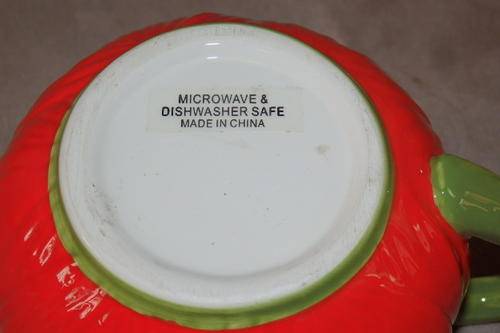 MICROWAVE &
DISHWASHER SAFE
MADE IN CHINA